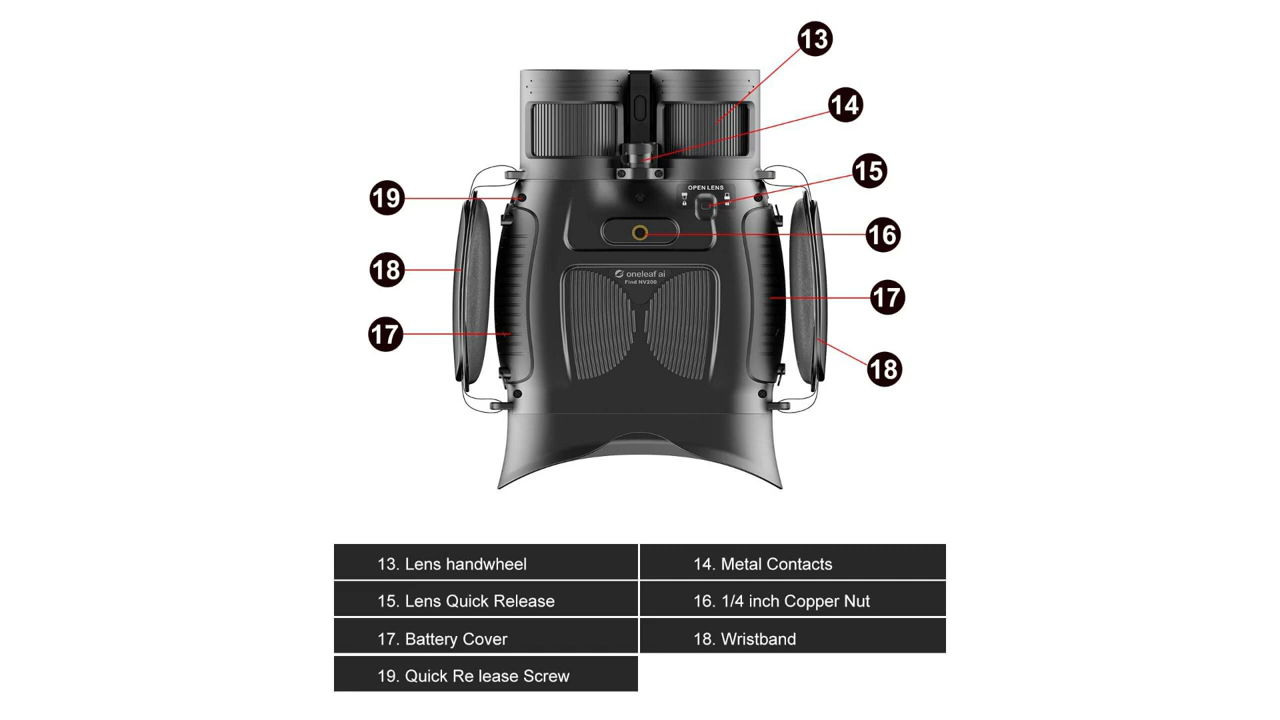 13
14
15
OPEN LENS
19
16
18
oneleaf ai
Find NV200
17
17
18
13. Lens handwheel
14. Metal Contacts
15. Lens Quick Release
16. 1/4 inch Copper Nut
17. Battery Cover
18. Wristband
19. Quick Re lease Screw